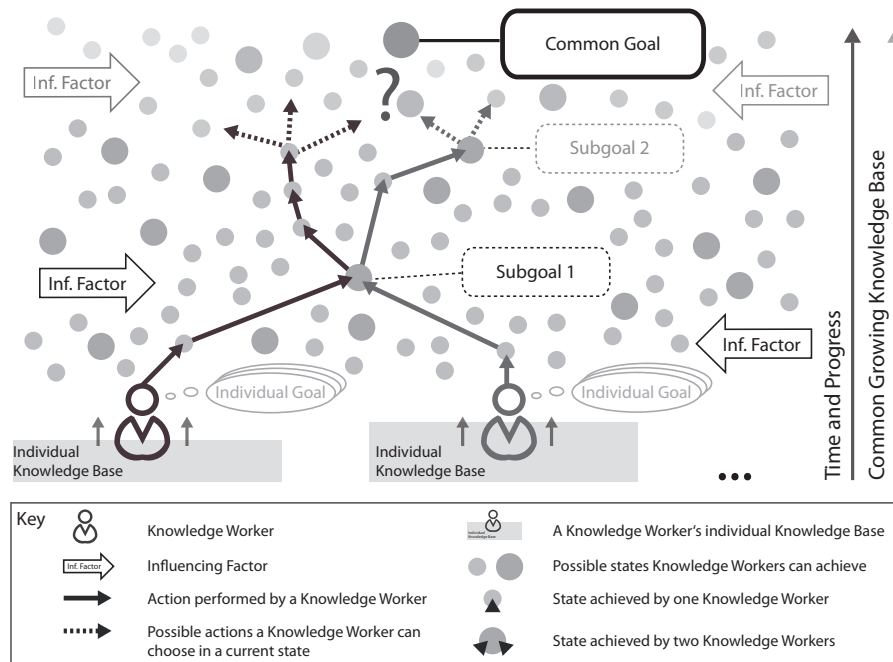 Common Goal
Inf. Factor
Inf. Factor
?
Subgoal 2
Subgoal 1
Inf. Factor
Inf. Factor
Individual Goal
Individual Goal
Individual
Knowledge Base
Individual
Knowledge Base
...
Time and Progress
Common Growing Knowledge Base
Key
Knowledge Worker
Individual
Knowledge Base
A Knowledge Worker's individual Knowledge Base
Inf. Factor
Influencing Factor
Possible states Knowledge Workers can achieve
Action performed by a Knowledge Worker
State achieved by one Knowledge Worker
Possible actions a Knowledge Worker can
choose in a current state
State achieved by two Knowledge Workers